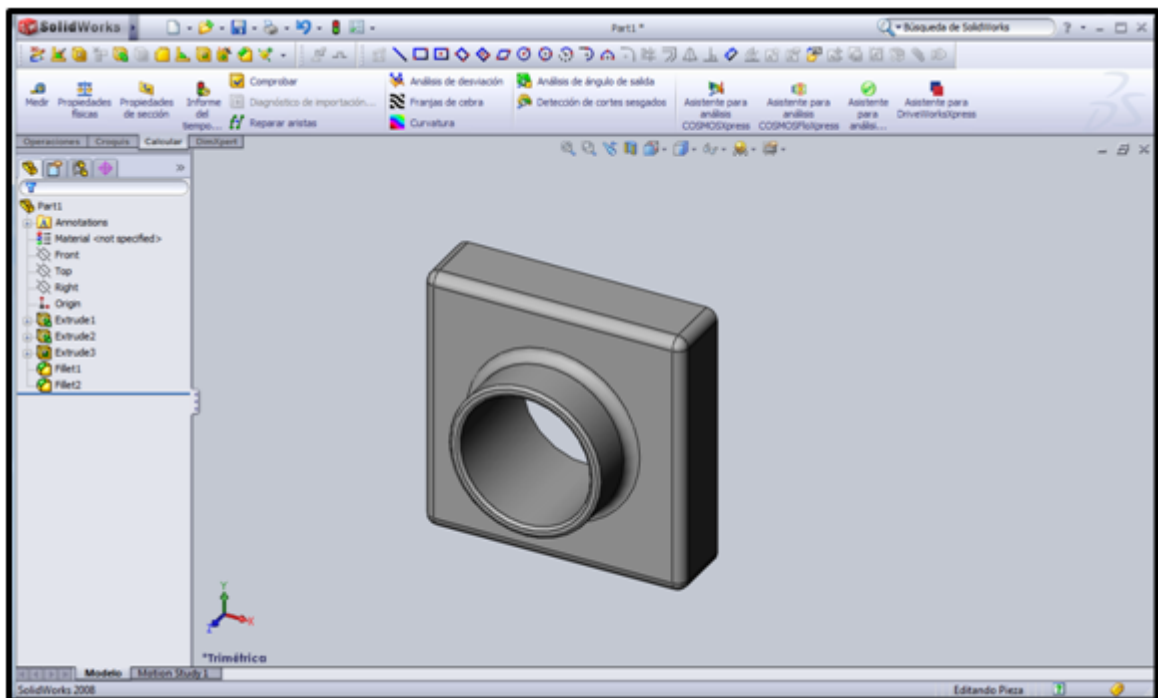 SolidWorks
Part1 *
Búsqueda de SolidWorks
?
Medir
Propiedades físicas
Propiedades de sección
Informe del tiempo...
Comprobar
Diagnóstico de importación...
Reparar aristas
Análisis de desviación
Franjas de cebra
Curvatura
Análisis de ángulo de salida
Detección de cortes sesgados
Asistente para análisis COSMOSXpress
Asistente para análisis COSMOSFloXpress
Asistente para análisi...
Asistente para DriveWorksXpress
Operaciones Croquis Calcular DimXpert
Part1
Annotations
Material <not specified>
Front
Top
Right
Origin
Extrude1
Extrude2
Extrude3
Fillet1
Fillet2
Y
X
Z
*Trimétrica
Modelo Motion Study 1
SolidWorks 2008
Editando Pieza